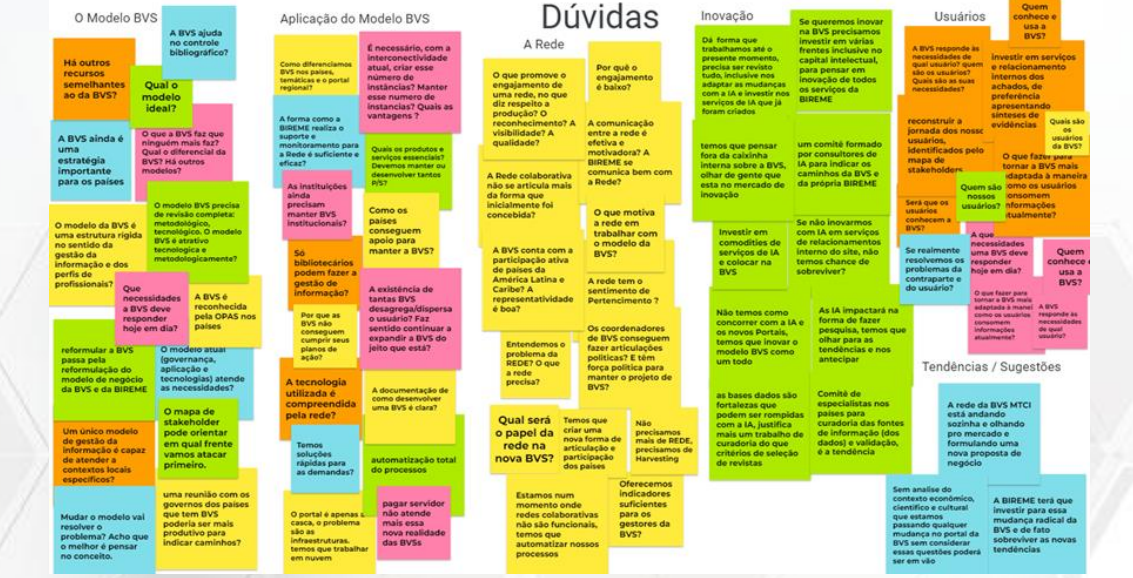 Dúvidas
O Modelo BVS
A BVS ajuda
no controle
bibliográfico?
Há outros
recursos
semelhantes
ao da BVS?
Qual o
modelo
ideal?
A BVS ainda é
uma
estratégia
importante
para os países
O que a BVS faz que
ninguém mais faz?
Qual o diferencial da
BVS? Há outros
modelos?
O modelo BVS precisa
de revisão completa:
metodológico,
tecnológico. O modelo
BVS é atrativo
tecnologica e
metodologicamente?
O modelo da BVS é
uma estrutura rigida
no sentido da
gestão da
informação e dos
perfis de
profissionais?
Que
necessidades
a BVS deve
responder
hoje em dia?
A BVS é
reconhecida
pela OPAS nos
países
reformular a BVS
passa pela
reformulação do
modelo de negócio
da BVS e da BIREME
O modelo atual
(governança,
aplicação e
tecnologias) atende
as necessidades?
O mapa de
stakeholder
pode orientar
em qual frente
vamos atacar
primeiro.
Um único modelo
de gestão da
informação é capaz
de atender a
contextos locais
específicos?
Mudar o modelo vai
resolver o
problema? Acho que
o melhor é pensar
no conceito.
uma reunião com os
governos dos países
que tem BVS
poderia ser mais
produtivo para
indicar caminhos?
Aplicação do Modelo BVS
Como diferenciamos
BVS nos países,
temáticas e o portal
regional?
É necessário, com a
interconectividade
atual, criar esse
número de
instâncias? Manter
esse numero de
instancias? Quais as
vantagens ?
A forma como a
BIREME realiza o
suporte e
monitoramento para
a Rede é suficiente e
eficaz?
Quais os produtos e
serviços essenciais?
Devemos manter ou
desenvolver tantos
P/S?
As instituições
ainda
precisam
manter BVS
institucionais?
Como os
países
conseguem
apoio para
manter a BVS?
Só
bibliotecários
podem fazer a
gestão de
informação?
A existência de
tantas BVS
desagrega/dispersa
o usuário? Faz
sentido continuar a
expandir a BVS do
jeito que está?
Por que as
BVS não
conseguem
cumprir seus
planos de
ação?
A tecnologia
utilizada é
compreendida
pela rede?
A documentação de
como desenvolver
uma BVS é clara?
Temos
soluções
rápidas para
as demandas?
automatização total
do processos
O portal é apenas a
casca, o problema
são as
infraestruturas.
temos que trabalhar
em nuvem
pagar servidor
não atende
mais essa
nova realidade
das BVSs
A Rede
O que promove o
engajamento de
uma rede, no que
diz respeito a
produção? O
reconhecimento? A
visibilidade? A
qualidade?
Por quê o
engajamento
é baixo?
A comunicação
entre a rede é
efetiva e
motivadora? A
BIREME se
comunica bem com
a Rede?
A Rede colaborativa
não se articula mais
da forma que
inicialmente foi
concebida?
O que motiva
a rede em
trabalhar com
o modelo da
BVS?
A BVS conta com a
participação ativa
de países da
América Latina e
Caribe? A
representatividade
é boa?
A rede tem o
sentimento de
Pertencimento ?
Entendemos o
problema da
REDE? O que
a rede
precisa?
Os coordenadores
de BVS conseguem
fazer articulações
politicas? E têm
força politica para
manter o projeto de
BVS?
Qual será
o papel da
rede na
nova BVS?
Temos que
criar uma
nova forma de
articulação e
participação
dos países
Não
precisamos
mais de REDE,
precisamos de
Harvesting
Estamos num
momento onde
redes colaborativas
não são funcionais,
temos que
automatizar nossos
processos
Oferecemos
indicadores
suficientes
para os
gestores da
BVS?
Inovação
Dá forma que
trabalhamos até o
presente momento,
precisa ser revisto
tudo, inclusive nos
adaptar as mudanças
com a IA e investir nos
serviços de IA que já
foram criados
Se queremos inovar
na BVS precisamos
investir em várias
frentes inclusive no
capital intelectual,
para pensar em
inovação de todos
os serviços da
BIREME
temos que pensar
fora da caixinha
interna sobre a BVS,
olhar de gente que
esta no mercado de
inovação
um comitê formado
por consultores de
IA para indicar os
caminhos da BVS e
da própria BIREME
Investir em
comodities de
serviços de IA
e colocar na
BVS
Se não inovarmos
com IA em serviços
de relacionamentos
interno do site, não
temos chance de
sobreviver?
Não temos como
concorrer com a IA e
os novos Portais,
temos que inovar o
modelo BVS como
um todo
As IA impactará na
forma de fazer
pesquisa, temos que
olhar para as
tendências e nos
antecipar
as bases dados são
fortalezas que
podem ser rompidas
com a IA, justifica
mais um trabalho de
curadoria do que
critérios de seleção
de revistas
Comitê de
especialistas nos
países para
curadoria das fontes
de informação (dos
dados) e validação,
é a tendência
Usuários
Quem
conhece e
usa a
BVS?
A BVS responde às
necessidades de
qual usuário? quem
são os usuários?
Quais são as suas
necessidades?
investir em serviços
e relacionamento
internos dos
achados, de
preferência
apresentando
sínteses de
evidências
reconstruir a
jornada dos nossos
usuários,
identificados pelo
mapa de
stakeholders
Quais são
os
usuários
da BVS?
O que fazer para
tornar a BVS mais
adaptada à maneira
como os usuários
consomem
informações
atualmente?
Quem são
nossos
usuários?
Será que os
usuários
conhecem a
BVS?
Se realmente
resolvemos os
problemas da
contraparte e
do usuário?
A que
necessidades
uma BVS deve
responder
hoje em dia?
Quem
conhece e
usa a
BVS?
O que fazer para
tornar a BVS mais
adaptada à
como os usuários
consomem
informações
atualmente?
A BVS
responde às
necessidades
de qual
usuário?
Tendências / Sugestões
A rede da BVS MTCI
está andando
sozinha e olhando
pro mercado e
formulando uma
nova proposta de
negócio
Sem analise do
contexto econômico,
científico e cultural
que estamos
passando qualquer
mudança no portal da
BVS sem considerar
essas questões poderá
ser em vão
A BIREME terá que
investir para essa
mudança radical da
BVS e de fato
sobreviver as novas
tendências